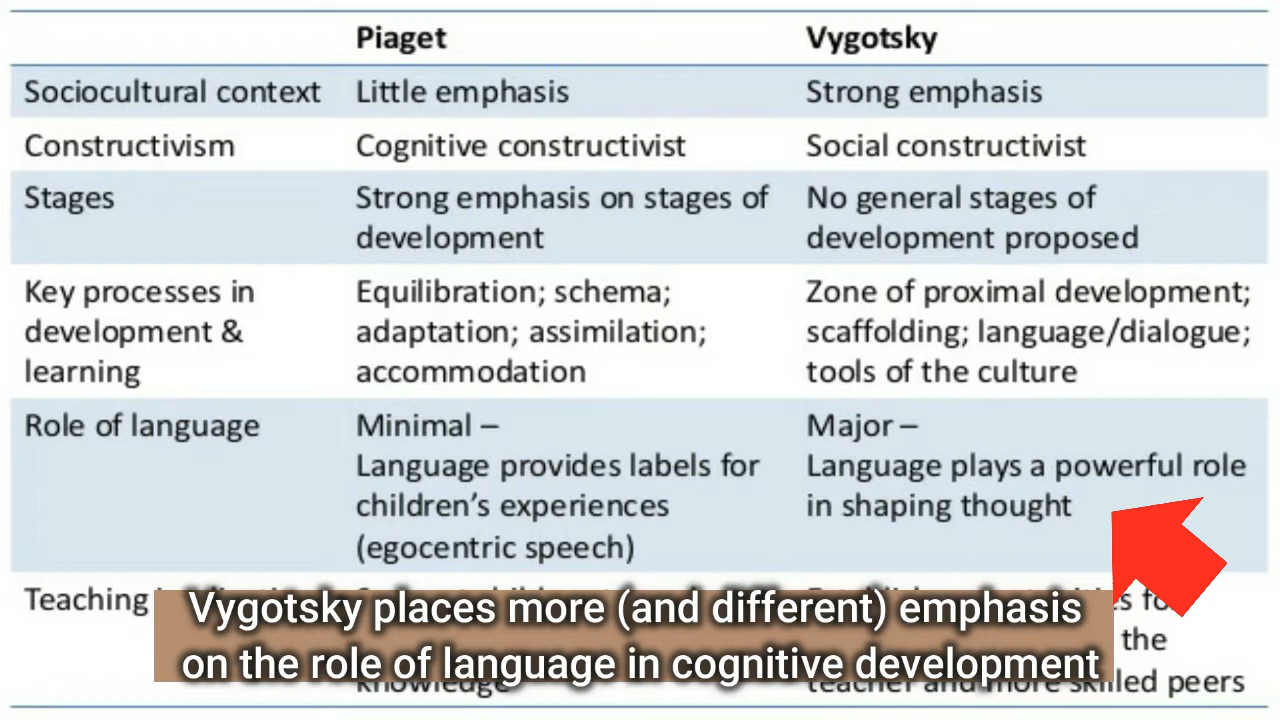 Piaget Vygotsky
Sociocultural context Little emphasis Strong emphasis
Constructivism Cognitive constructivist Social constructivist
Stages Strong emphasis on stages of No general stages of
development development proposed
Key processes in Equilibration; schema; Zone of proximal development;
development & adaptation; assimilation; scaffolding; language/dialogue;
learning accommodation tools of the culture
Role of language Minimal – Major –
Language provides labels for Language plays a powerful role
children's experiences in shaping thought
(egocentric speech)
Teaching
the
knowledge teacher and more skilled peers
Vygotsky places more (and different) emphasis
on the role of language in cognitive development